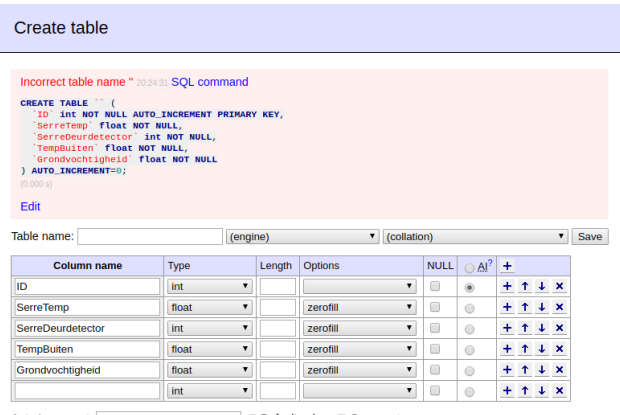 Create table
Incorrect table name '' 20:24:31 SQL command
CREATE TABLE `` (
`ID` int NOT NULL AUTO_INCREMENT PRIMARY KEY,
`SerreTemp` float NOT NULL,
`SerreDeurdetector` int NOT NULL,
`TempBuiten` float NOT NULL,
`Grondvochtigheid` float NOT NULL
) AUTO_INCREMENT=0;
(0.000 s)
Edit
Table name: (engine) (collation) Save
Column name Type Length Options NULL AI? +
ID int + ↑ ↓ ×
SerreTemp float zerofill + ↑ ↓ ×
SerreDeurdetector int zerofill + ↑ ↓ ×
TempBuiten float zerofill + ↑ ↓ ×
Grondvochtigheid float zerofill + ↑ ↓ ×
int + ↑ ↓ ×